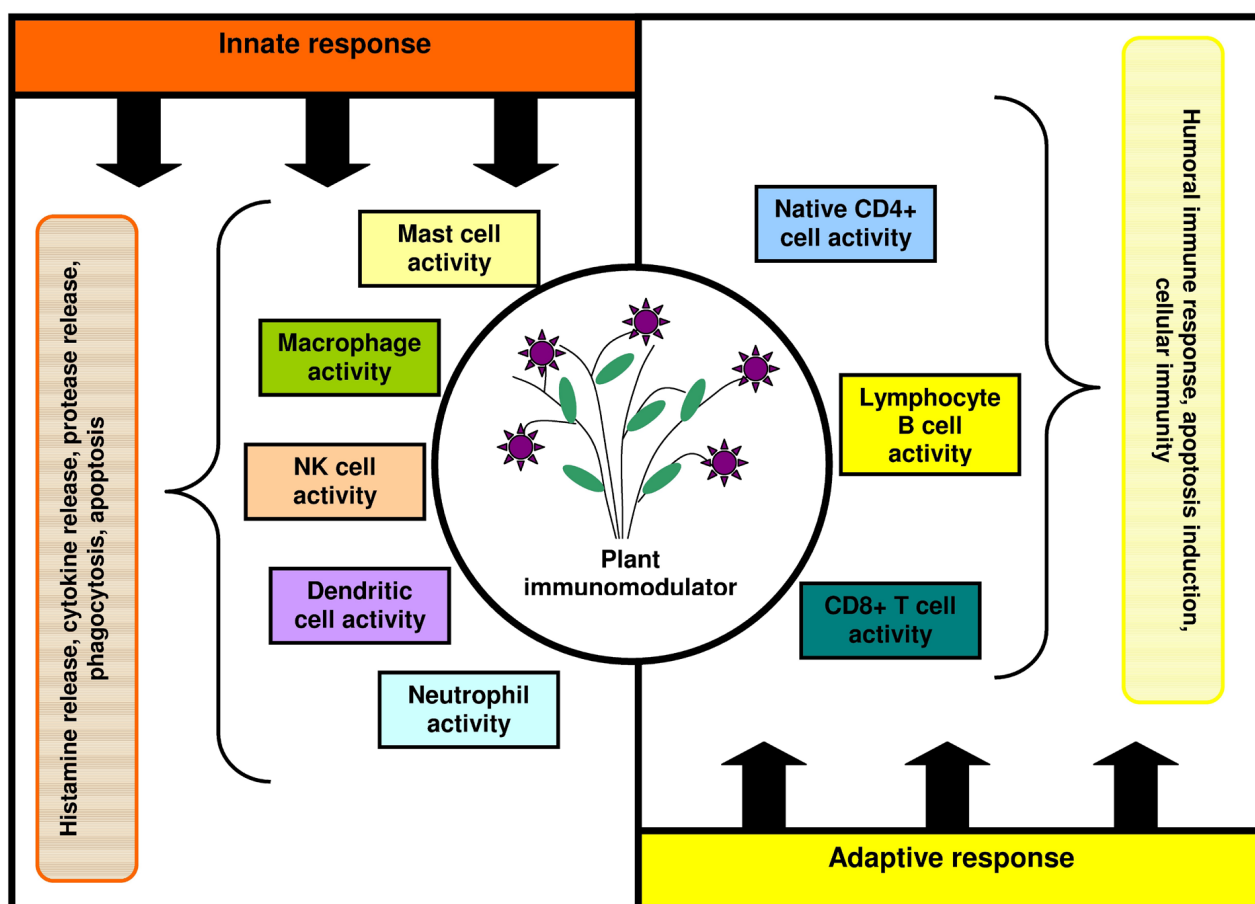 Innate response
Histamine release, cytokine release, protease release,
phagocytosis, apoptosis
Mast cell
activity
Macrophage
activity
NK cell
activity
Dendritic
cell activity
Neutrophil
activity
Plant
immunomodulator
Native CD4+
cell activity
Lymphocyte
B cell
activity
CD8+ T cell
activity
Humoral immune response, apoptosis induction,
cellular immunity
Adaptive response